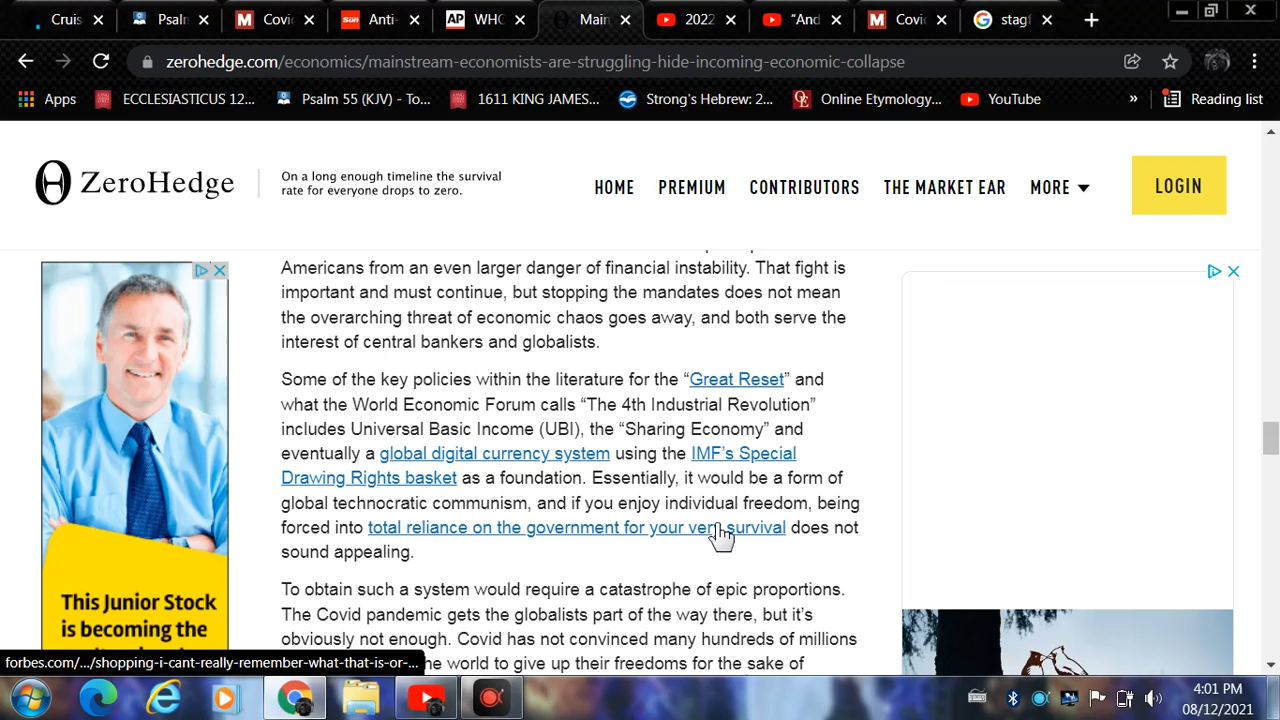 Cruis
Psaln
Covid
Anti-
AP
WHC
Main
2022
"And
Covid
stagf
zerohedge.com/economics/mainstream-economists-are-struggling-hide-incoming-economic-collapse
Apps
ECCLESIASTICUS 12...
Psalm 55 (KJV) - To...
1611 KING JAMES...
Strong's Hebrew: 2...
Online Etymology...
YouTube
»
Reading list
ZeroHedge
On a long enough timeline the survival
rate for everyone drops to zero.
HOME
PREMIUM
CONTRIBUTORS
THE MARKET EAR
MORE
LOGIN
Americans from an even larger danger of financial instability. That fight is
important and must continue, but stopping the mandates does not mean
the overarching threat of economic chaos goes away, and both serve the
interest of central bankers and globalists.
Some of the key policies within the literature for the “Great Reset” and
what the World Economic Forum calls “The 4th Industrial Revolution”
includes Universal Basic Income (UBI), the “Sharing Economy” and
eventually a global digital currency system using the IMF’s Special
Drawing Rights basket as a foundation. Essentially, it would be a form of
global technocratic communism, and if you enjoy individual freedom, being
forced into total reliance on the government for your very survival does not
sound appealing.
To obtain such a system would require a catastrophe of epic proportions.
The Covid pandemic gets the globalists part of the way there, but it’s
obviously not enough. Covid has not convinced many hundreds of millions
the world to give up their freedoms for the sake of
This Junior Stock
is becoming the
forbes.com/.../shopping-i-cant-really-remember-what-that-is-or-...
4:01 PM
08/12/2021